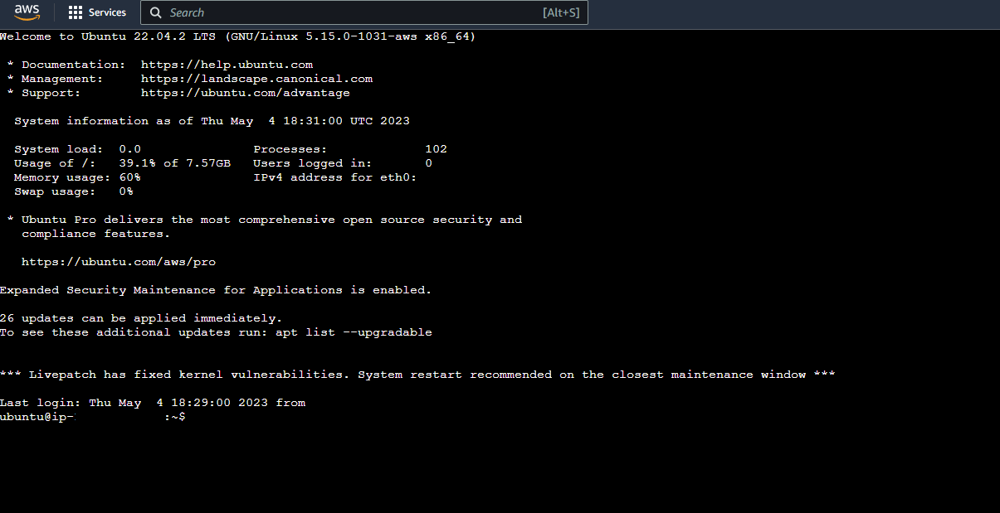 aws
Services
Search [Alt+S]
Welcome to Ubuntu 22.04.2 LTS (GNU/Linux 5.15.0-1031-aws x86_64)
* Documentation: https://help.ubuntu.com
* Management: https://landscape.canonical.com
* Support: https://ubuntu.com/advantage
System information as of Thu May 4 18:31:00 UTC 2023
System load: 0.0 Processes: 102
Usage of /: 39.1% of 7.57GB Users logged in: 0
Memory usage: 60% IPv4 address for eth0:
Swap usage: 0%
* Ubuntu Pro delivers the most comprehensive open source security and
compliance features.
https://ubuntu.com/aws/pro
Expanded Security Maintenance for Applications is enabled.
26 updates can be applied immediately.
To see these additional updates run: apt list --upgradable
*** Livepatch has fixed kernel vulnerabilities. System restart recommended on the closest maintenance window ***
Last login: Thu May 4 18:29:00 2023 from
ubuntu@ip- :~$